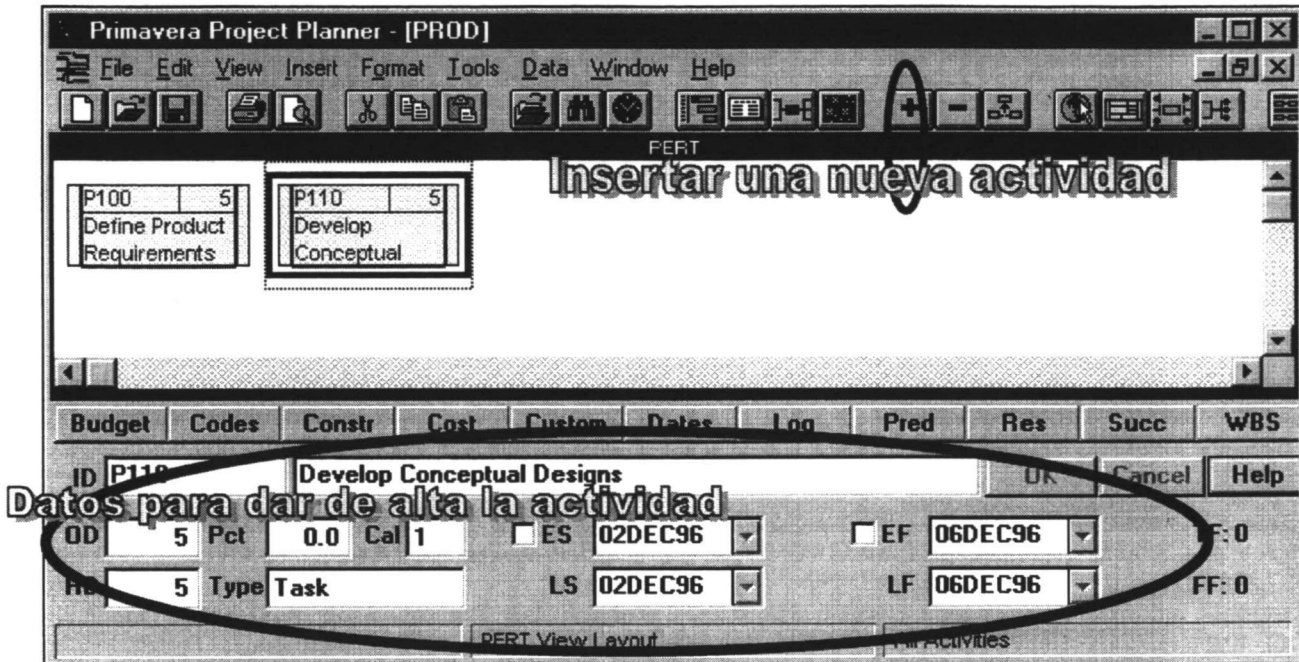 Primavera Project Planner - [PROD]
File Edit View Insert Format Tools Data Window Help
PERT
Insertar una nueva actividad
P100 5
Define Product
Requirements
P110 5
Develop
Conceptual
Budget Codes Constr Cost Custom Dates Log Pred Res Succ WBS
ID P110 Develop Conceptual Designs OK Cancel Help
Datos para dar de alta la actividad
OD 5 Pct 0.0 Cal 1 ES 02DEC96 EF 06DEC96 : 0
5 Type Task LS 02DEC96 LF 06DEC96 FF: 0
PERT View Layout All Activities